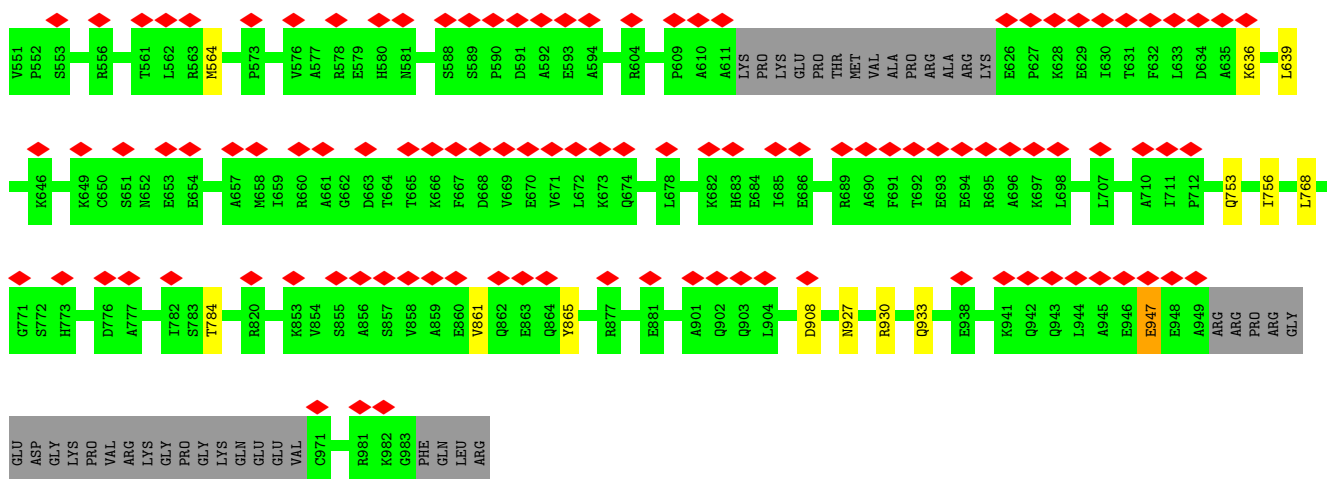 V551 P552 S553 R556 T561 L562 R563 M564 P573 V576 A577 R578 E579 H580 N581 S588 S589 P590 D591 A592 E593 A594 R604 P609 A610 A611 LYS PRO LYS GLU PRO THR MET VAL ALA PRO ARG ALA ARG LYS E626 P627 K628 E629 I630 T631 F632 L633 D634 A635 K636 L639
K646 K649 C650 S651 N652 E653 E654 A657 M658 I659 R660 A661 G662 D663 T664 T665 K666 F667 D668 V669 E670 V671 L672 K673 Q674 L678 K682 H683 E684 I685 E686 R689 A690 F691 T692 E693 E694 R695 A696 K697 L698 L707 A710 I711 P712 Q753 I756 L768
G771 S772 H773 D776 A777 I782 S783 T784 R820 K853 V854 S855 A856 S857 V858 A859 E860 V861 Q862 E863 Q864 Y865 R877 E881 A901 Q902 Q903 L904 D908 N927 R930 Q933 E938 K941 Q942 Q943 L944 A945 E946 E947 E948 A949 ARG ARG PRO ARG GLY
GLU ASP GLY LYS PRO VAL ARG LYS GLY PRO GLY LYS GLN GLU GLU VAL C971 R981 K982 G983 PHE GLN LEU ARG